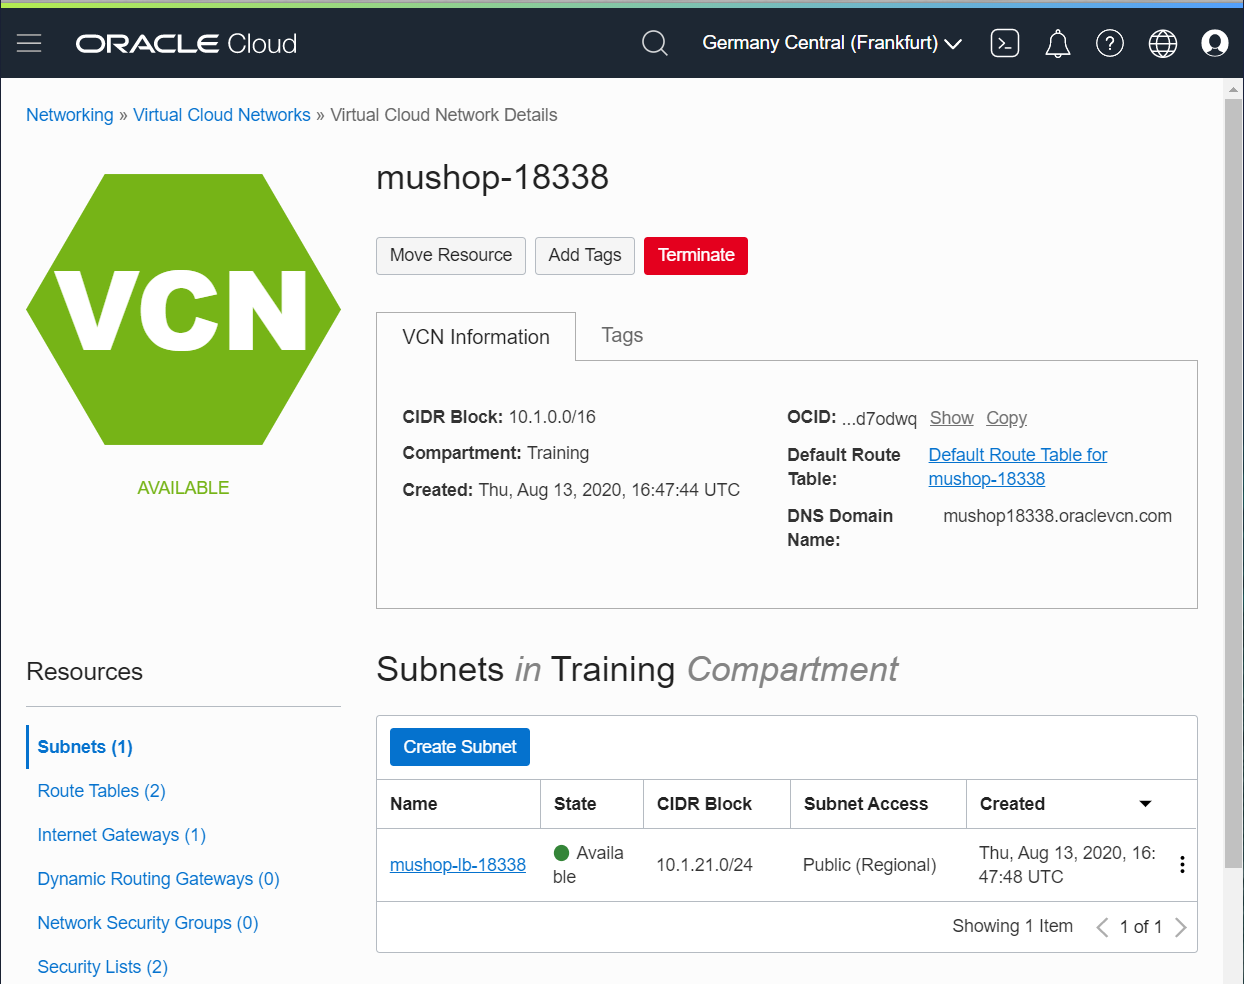 ORACLE Cloud
Germany Central (Frankfurt)
Networking » Virtual Cloud Networks » Virtual Cloud Network Details
VCN
AVAILABLE
mushop-18338
Move Resource Add Tags Terminate
VCN Information Tags
CIDR Block: 10.1.0.0/16
Compartment: Training
Created: Thu, Aug 13, 2020, 16:47:44 UTC
OCID: ...d7odwq Show Copy
Default Route Table: Default Route Table for
mushop-18338
DNS Domain Name: mushop18338.oraclevcn.com
Resources
Subnets (1)
Route Tables (2)
Internet Gateways (1)
Dynamic Routing Gateways (0)
Network Security Groups (0)
Security Lists (2)
Subnets in Training Compartment
Create Subnet
Name State CIDR Block Subnet Access Created
mushop-lb-18338 Availa
ble 10.1.21.0/24 Public (Regional) Thu, Aug 13, 2020, 16:
47:48 UTC
Showing 1 Item < 1 of 1 >